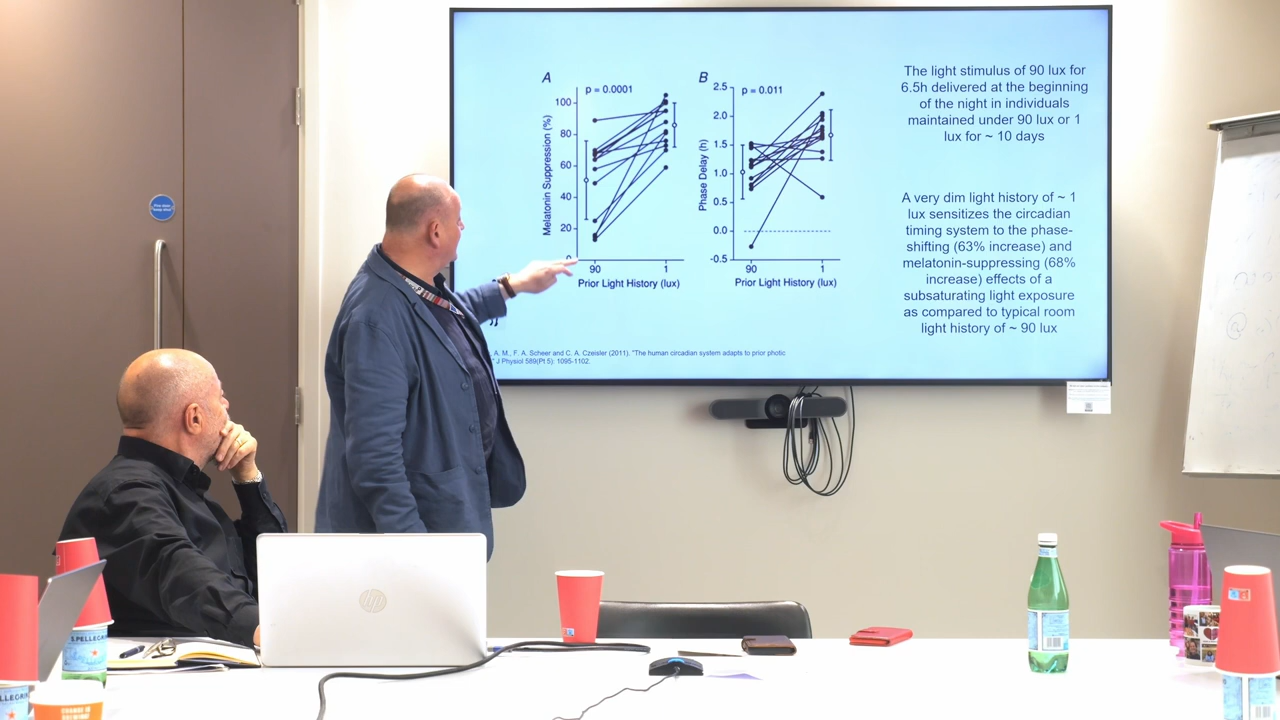 A
p = 0.0001
Melatonin Suppression (%)
100
80
60
40
20
0
90
1
Prior Light History (lux)
B
p = 0.011
Phase Delay (h)
2.5
2.0
1.5
1.0
0.5
0.0
-0.5
90
1
Prior Light History (lux)
The light stimulus of 90 lux for
6.5h delivered at the beginning
of the night in individuals
maintained under 90 lux or 1
lux for ~ 10 days
A very dim light history of ~ 1
lux sensitizes the circadian
timing system to the phase-
shifting (63% increase) and
melatonin-suppressing (68%
increase) effects of a
subsaturating light exposure
as compared to typical room
light history of ~ 90 lux
, A. M., F. A. Scheer and C. A. Czeisler (2011). "The human circadian system adapts to prior photic
" J Physiol 589(Pt 5): 1095-1102.
hp
S.PELLEGRINO